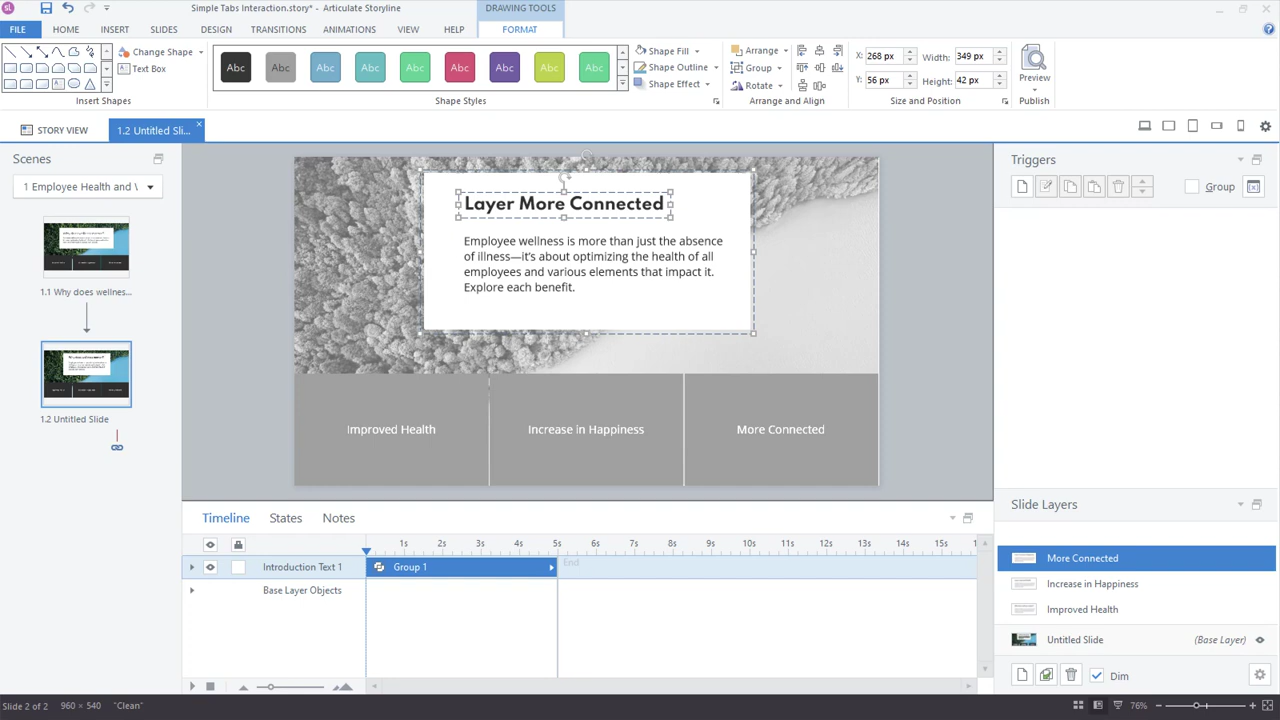 Simple Tabs Interaction.story* - Articulate Storyline
DRAWING TOOLS
FILE
HOME
INSERT
SLIDES
DESIGN
TRANSITIONS
ANIMATIONS
VIEW
HELP
FORMAT
Change Shape
Text Box
Insert Shapes
Abc
Abc
Abc
Abc
Abc
Abc
Abc
Abc
Abc
Shape Styles
Shape Fill
Shape Outline
Shape Effect
Arrange
Group
Rotate
Arrange and Align
X: 268 px
Y: 56 px
Width: 349 px
Height: 42 px
Size and Position
Preview
Publish
STORY VIEW
1.2 Untitled Sli...
Scenes
1 Employee Health and \
1.1 Why does wellnes...
1.2 Untitled Slide
Layer More Connected
Employee wellness is more than just the absence
of illness—it's about optimizing the health of all
employees and various elements that impact it.
Explore each benefit.
Improved Health
Increase in Happiness
More Connected
Triggers
Group
Timeline
States
Notes
1s 2s 3s 4s 5s 6s 7s 8s 9s 10s 11s 12s 13s 14s 15s
Introduction Text 1
Group 1
End
Base Layer Objects
Slide Layers
More Connected
Increase in Happiness
Improved Health
Untitled Slide
(Base Layer)
Dim
Slide 2 of 2
960 × 540
"Clean"
76%